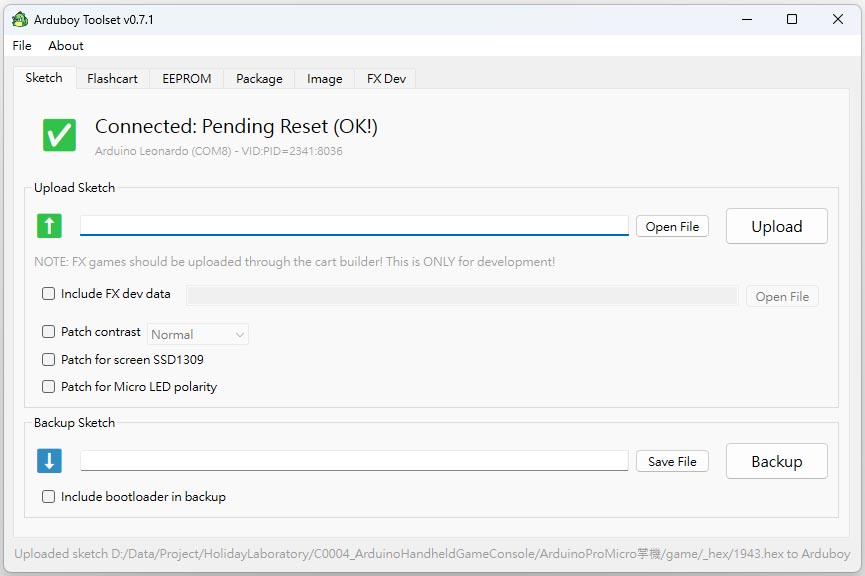 Arduboy Toolset v0.7.1
File About
Sketch Flashcart EEPROM Package Image FX Dev
Connected: Pending Reset (OK!)
Arduino Leonardo (COM8) - VID:PID=2341:8036
Upload Sketch
Open File Upload
NOTE: FX games should be uploaded through the cart builder! This is ONLY for development!
Include FX dev data Open File
Patch contrast Normal
Patch for screen SSD1309
Patch for Micro LED polarity
Backup Sketch
Save File Backup
Include bootloader in backup
Uploaded sketch D:/Data/Project/HolidayLaboratory/C0004_ArduinoHandheldGameConsole/ArduinoProMicro掌機/game/_hex/1943.hex to Arduboy